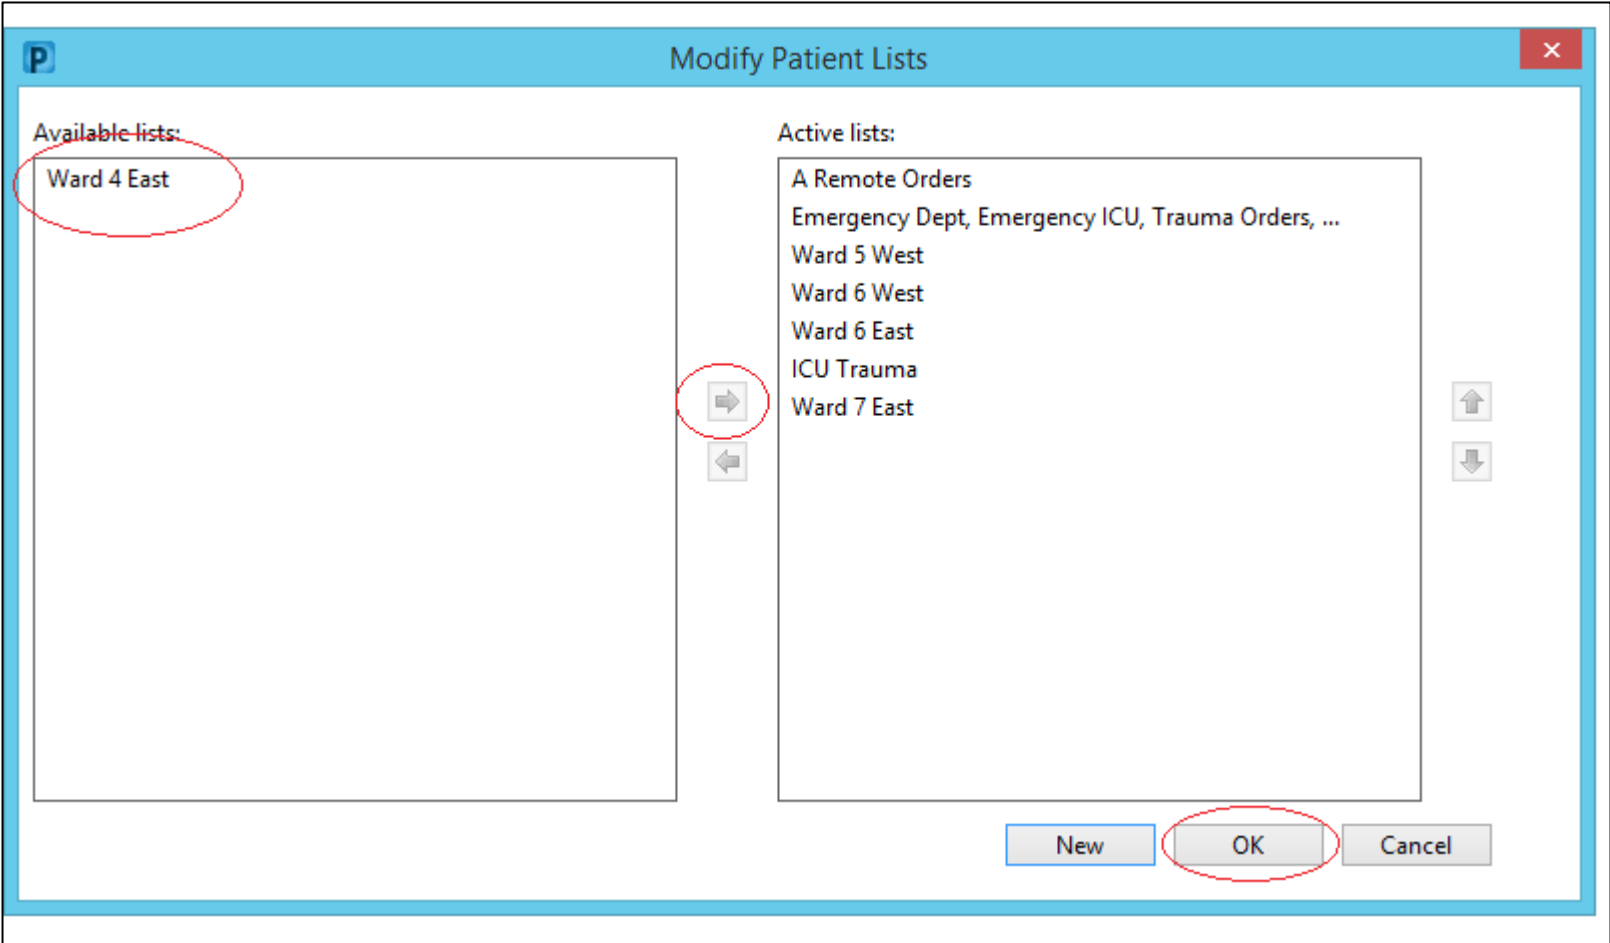 P
Modify Patient Lists
Available lists:
Ward 4 East
Active lists:
A Remote Orders
Emergency Dept, Emergency ICU, Trauma Orders, ...
Ward 5 West
Ward 6 West
Ward 6 East
ICU Trauma
Ward 7 East
New
OK
Cancel